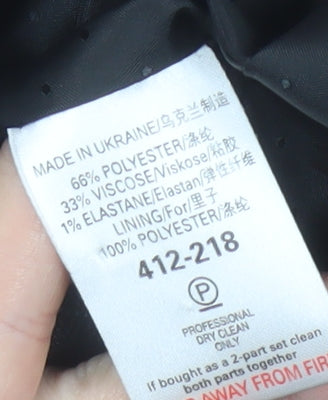 MADE IN UKRAINE/乌克兰制造
66% POLYESTER/涤纶
33% VISCOSE/Viskose/粘胶
1% ELASTANE/Elastan/弹性纤维
LINING/For/里子
100% POLYESTER/涤纶
412-218
P
PROFESSIONAL
DRY CLEAN
ONLY
If bought as a 2-part set clean
both parts together
AWAY FROM FIR